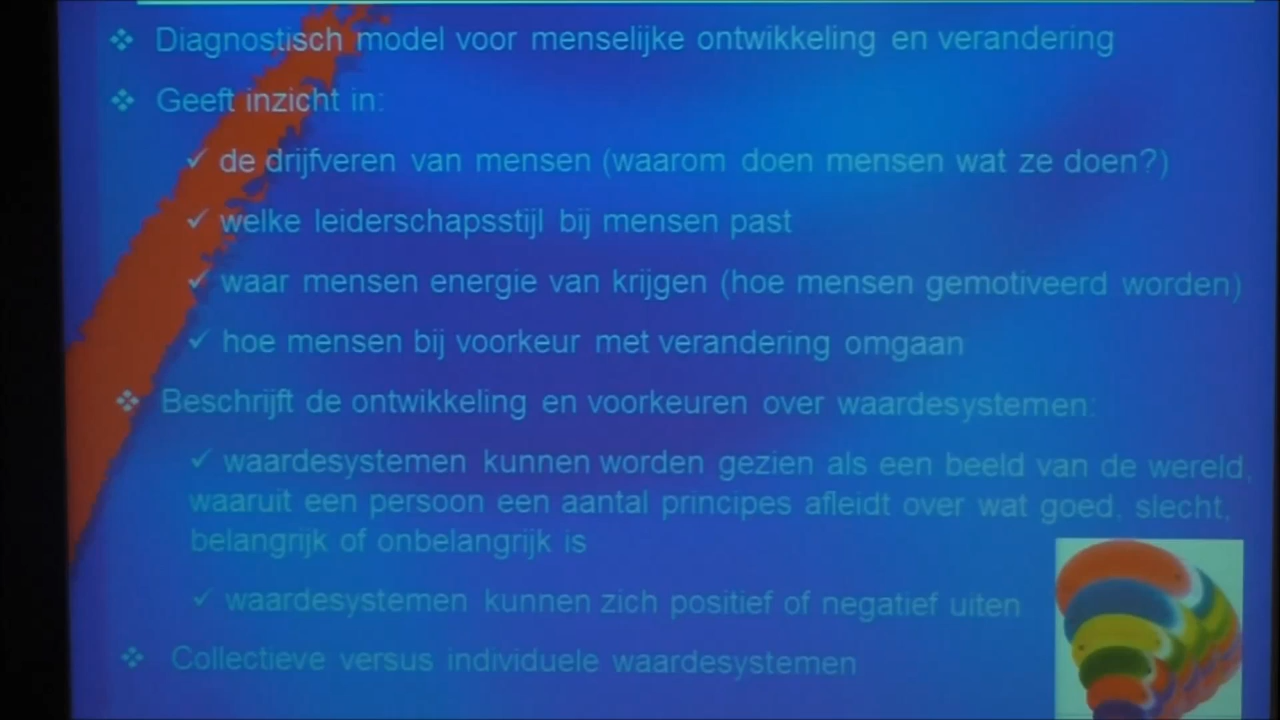 Diagnostisch model voor menselijke ontwikkeling en verandering
Geeft inzicht in:
de drijfveren van mensen (waarom doen mensen wat ze doen?)
welke leiderschapsstijl bij mensen past
waar mensen energie van krijgen (hoe mensen gemotiveerd worden)
hoe mensen bij voorkeur met verandering omgaan
Beschrijft de ontwikkeling en voorkeuren over waardesystemen:
waardesystemen kunnen worden gezien als een beeld van de wereld,
waaruit een persoon een aantal principes afleidt over wat goed, slecht,
belangrijk of onbelangrijk is
waardesystemen kunnen zich positief of negatief uiten
Collectieve versus individuele waardesystemen